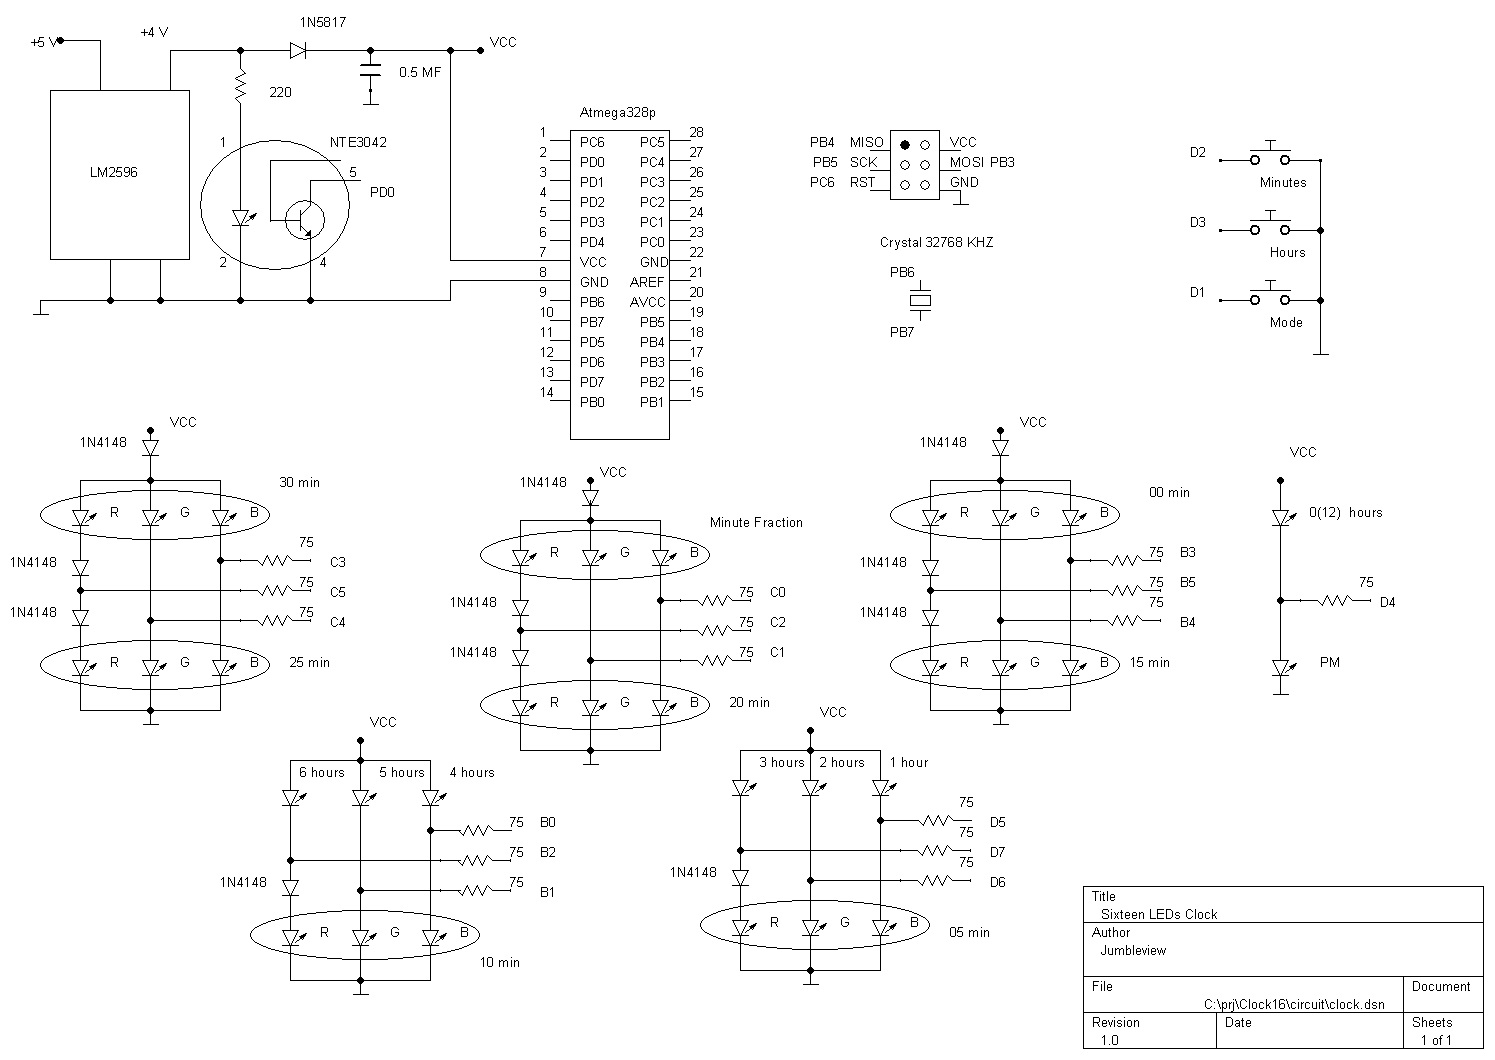 +5 V
+4 V
1N5817
VCC
0.5 MF
220
LM2596
NTE3042
1
5
PD0
2
4
Atmega328p
1 PC6 PC5 28
2 PD0 PC4 27
3 PD1 PC3 26
4 PD2 PC2 25
5 PD3 PC1 24
6 PD4 PC0 23
7 VCC GND 22
8 GND AREF 21
9 PB6 AVCC 20
10 PB7 PB5 19
11 PD5 PB4 18
12 PD6 PB3 17
13 PD7 PB2 16
14 PB0 PB1 15
PB4 MISO VCC
PB5 SCK MOSI PB3
PC6 RST GND
Crystal 32768 KHZ
PB6
PB7
D2
Minutes
D3
Hours
D1
Mode
VCC
1N4148
30 min
R G B
75
1N4148 C3
75
C5
1N4148 75
C4
25 min
R G B
VCC
1N4148
Minute Fraction
R G B
75 C0
1N4148
75 C2
1N4148 75 C1
R G B
20 min
VCC
1N4148
00 min
R G B
75 B3
1N4148
75 B5
1N4148 75
B4
R G B
15 min
VCC
0(12) hours
75
D4
PM
VCC
6 hours 5 hours 4 hours
75 B0
75 B2
1N4148 75
B1
R G B
10 min
VCC
3 hours 2 hours 1 hour
75
D5
75
D7
75
1N4148 D6
R G B
05 min
Title
Sixteen LEDs Clock
Author
Jumbleview
File Document
C:\prj\Clock16\circuit\clock.dsn
Revision Date Sheets
1.0 1 of 1